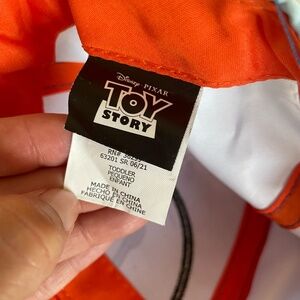 Disney · PIXAR
TOY
STORY
RN#
63201 SR 06/21
TODDLER
PEQUENO
ENFANT
MADE IN CHINA
HECHO EN CHINA
FABRIQUÉ EN CHINE